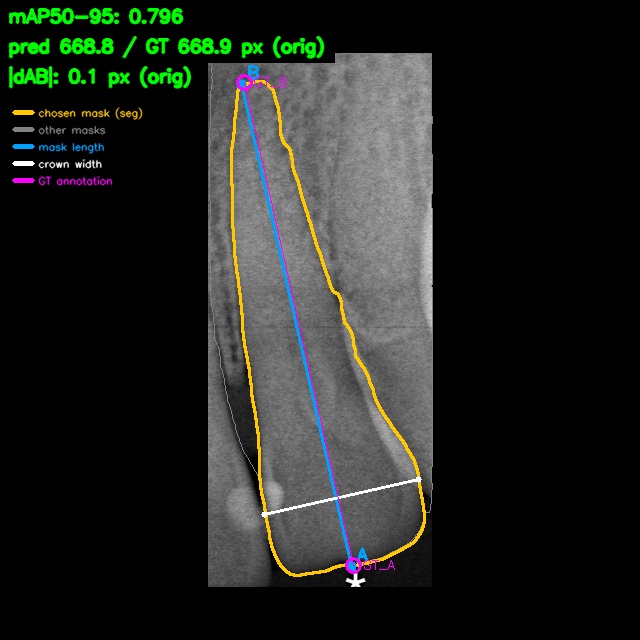 mAP50-95: 0.796
pred 668.8 / GT 668.9 px (orig)
|dAB|: 0.1 px (orig)
chosen mask (seg)
other masks
mask length
crown width
GT annotation
B
A
GT_A